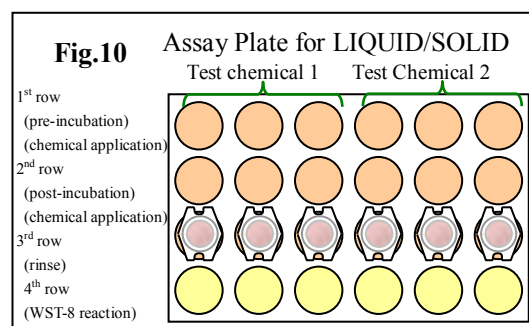 Fig.10
Assay Plate for LIQUID/SOLID
Test chemical 1 Test Chemical 2
1st row
(pre-incubation)
(chemical application)
2nd row
(post-incubation)
(chemical application)
3rd row
(rinse)
4th row
(WST-8 reaction)